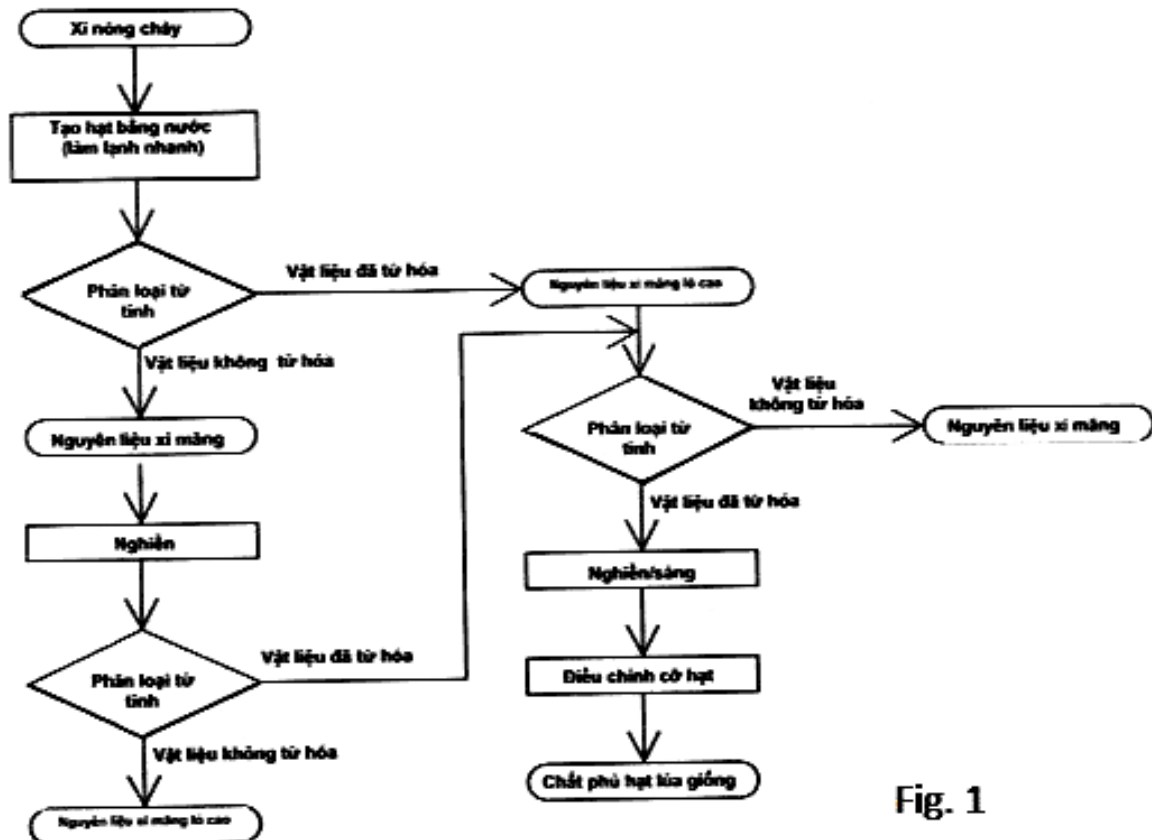 Xỉ nóng chảy
Tạo hạt bằng nước
(làm lạnh nhanh)
Phân loại từ
tính
Vật liệu đã từ hóa
Nguyên liệu xi măng lò cao
Vật liệu không từ hóa
Nguyên liệu xi măng
Nghiền
Phân loại từ
tính
Vật liệu đã từ hóa
Vật liệu không từ hóa
Nguyên liệu xi măng lò cao
Phân loại từ
tính
Vật liệu
không từ hóa
Nguyên liệu xi măng
Vật liệu đã từ hóa
Nghiền/sàng
Điều chỉnh cỡ hạt
Chất phủ hạt lúa giống
Fig. 1